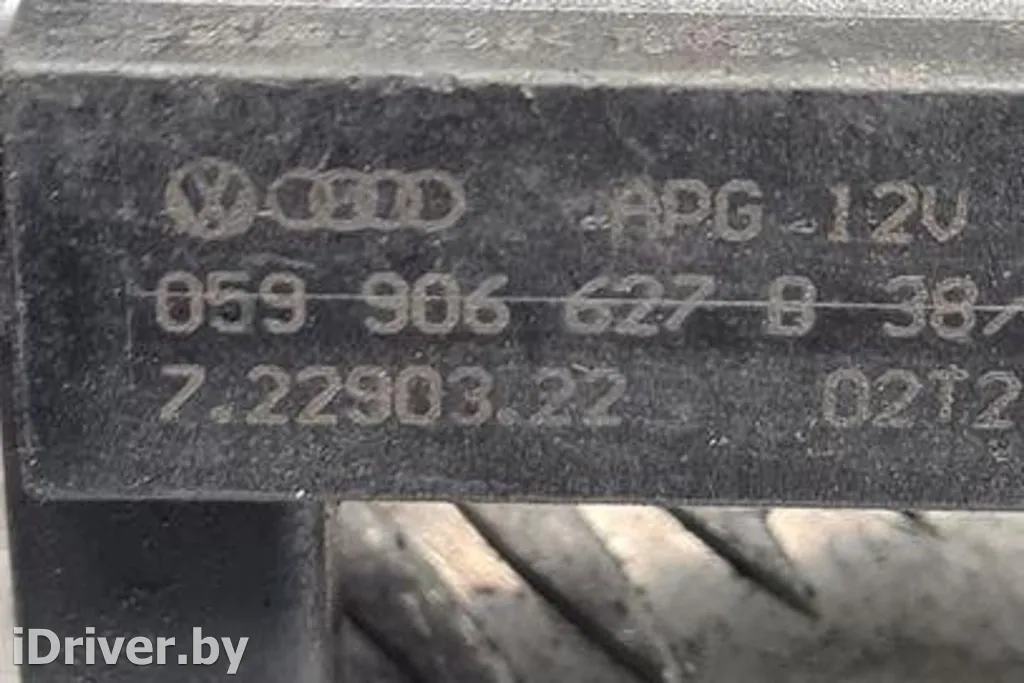 APG 12V
059 906 627 B 38/
7.22903.22 02T2
iDriver.by